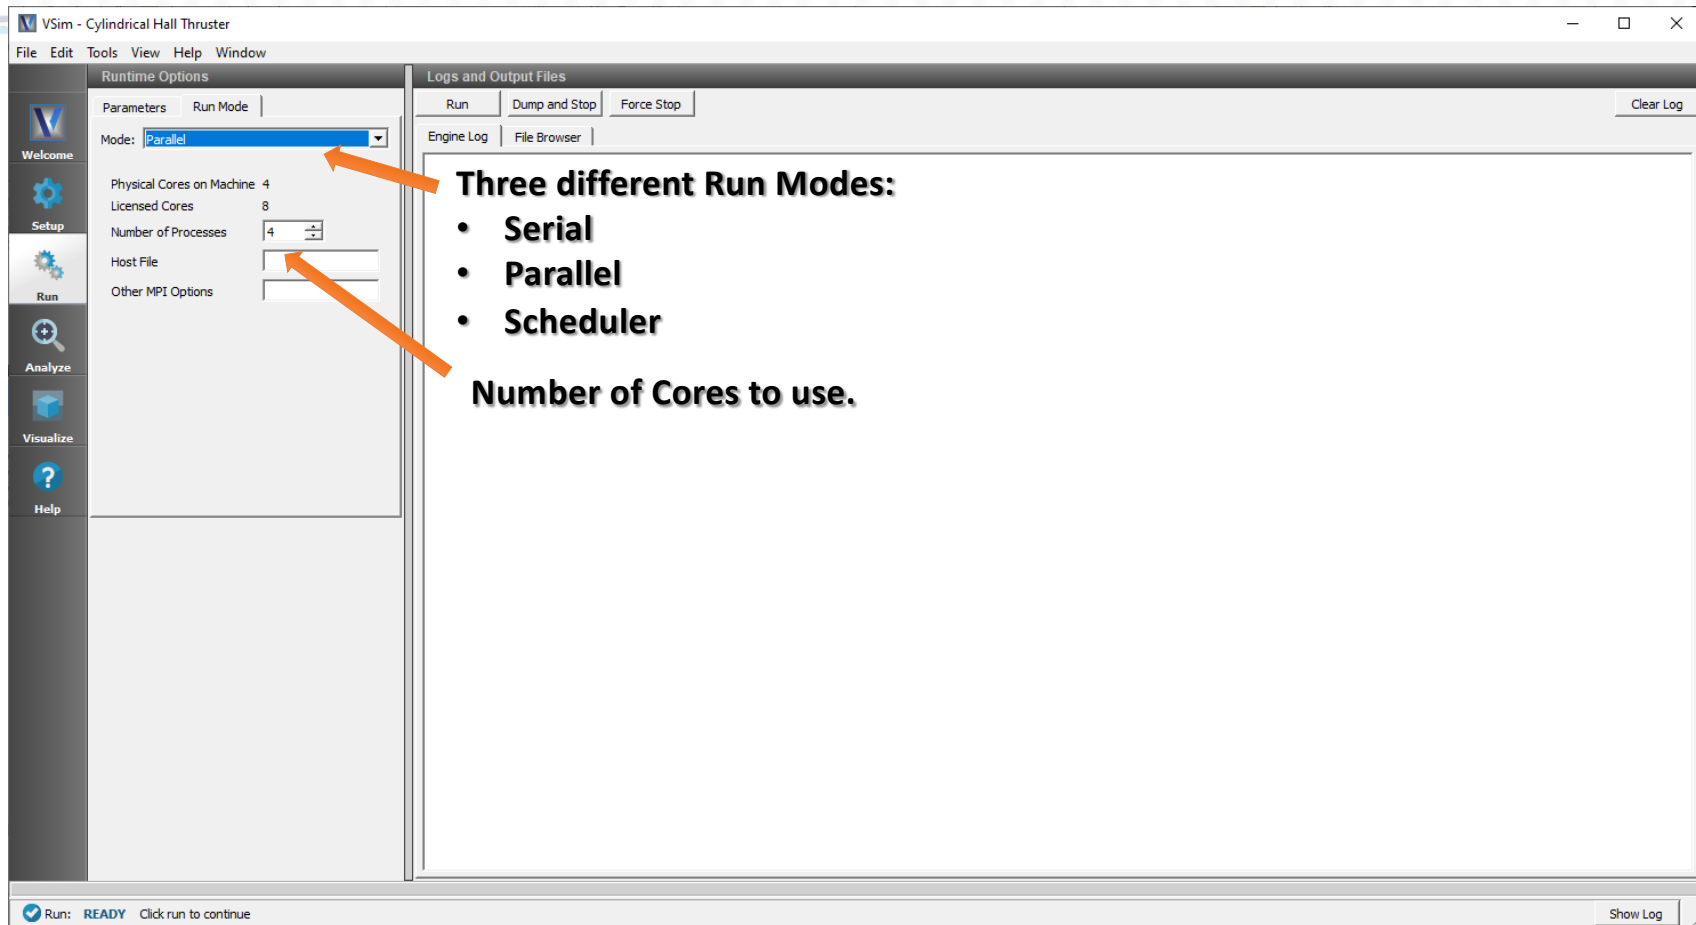 VSim - Cylindrical Hall Thruster
File Edit Tools View Help Window
Runtime Options
Logs and Output Files
Parameters Run Mode
Run Dump and Stop Force Stop Clear Log
Mode: Parallel
Engine Log File Browser
Welcome
Setup
Run
Analyze
Visualize
Help
Physical Cores on Machine 4
Licensed Cores 8
Number of Processes 4
Host File
Other MPI Options
Three different Run Modes:
• Serial
• Parallel
• Scheduler
Number of Cores to use.
Run: READY Click run to continue
Show Log